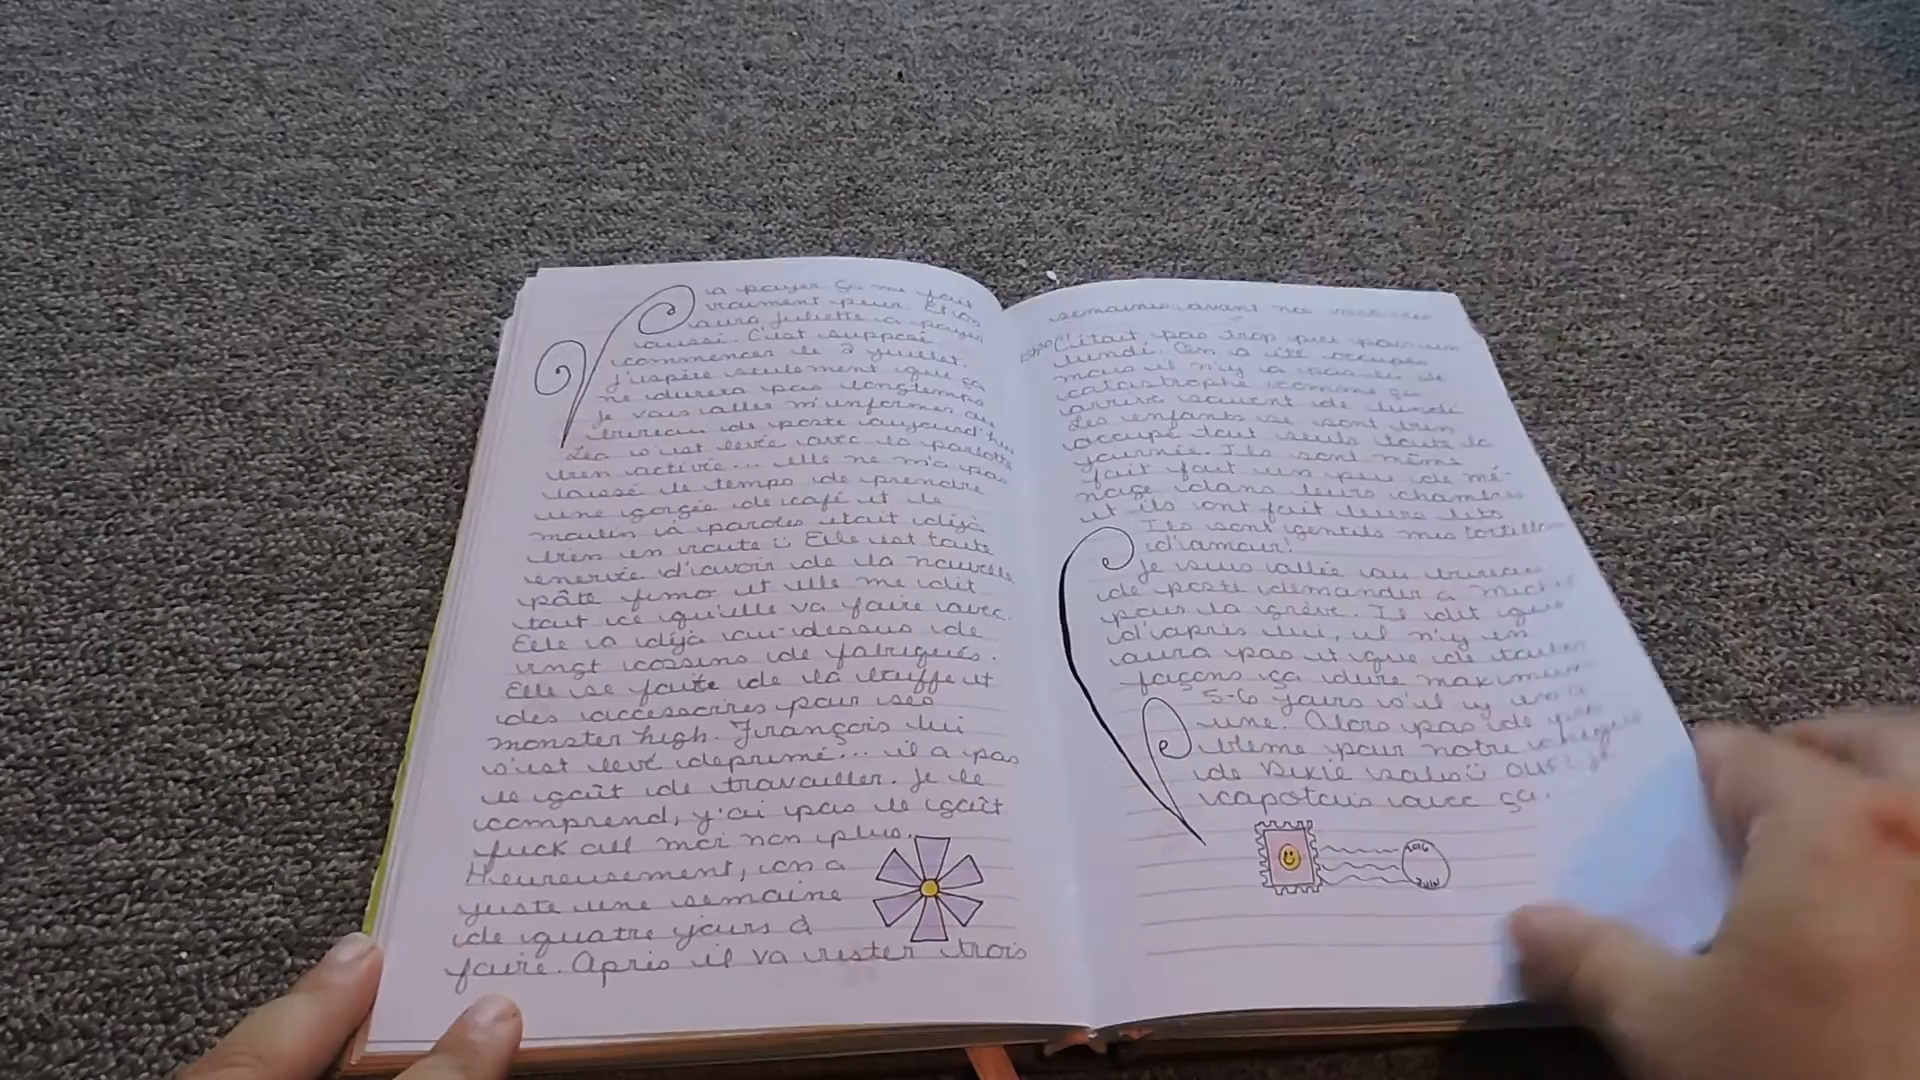 à payer. Ça me fait
vraiment peur. Et on
aura Juliette à payer
aussi. C'est supposé
commencer le 2 juillet.
J'espère seulement que ça
ne durera pas longtemps
Je vais aller m'informer au
bureau de poste aujourd'hui
Léa s'est levée avec la parlotte
bien activée... elle ne m'a pas
laissé le temps de prendre
une gorgée de café et le
moulin à paroles était déjà
bien en route Elle est toute
enervée d'avoir de la nouvelle
pâte fimo et elle me dit
tout ce qu'elle va faire avec.
Elle a déjà au-dessus de
vingt cossins de fabriqués.
Elle se faite de la bouffe et
des accessoires pour ses
monster high. François lui
s'est levé déprimé... il a pas
le goût de travailler. Je le
comprend, j'ai pas le goût
fuck all moi non plus.
Heureusement, on a
juste une semaine
de quatre jours à
faire. Après il va rester trois
semaines avant nos vacances
C'était pas trop pire pour un
lundi. On a été occupés
mais il n'y a pas eu de
catastrophe comme ça
arrive souvent le lundi
Les enfants se sont bien
occupé tout seuls toute la
journée. Ils sont même
fait fait un peu de mé-
nage dans leurs chambres
et ils ont fait leurs lits
Ils sont gentils mes tortillons
d'amour!
Je suis allée au bureau
de poste demander à
pour la grève. Il dit que
d'après lui, il n'y en
aura pas et que de toutes
façons ça dure maximum
5-6 jours s'il y en a
une. Alors pas de pro
blème pour notre chèque
de Dixie Ouf! Je
capotais avec ça.
2016
JUIN